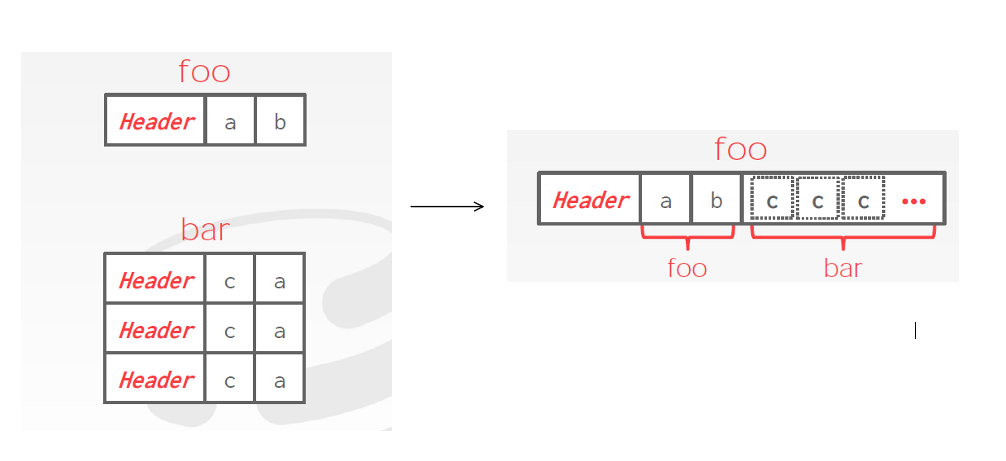 foo
Header a b
bar
Header c a
Header c a
Header c a
foo
Header a b c c c ...
foo bar